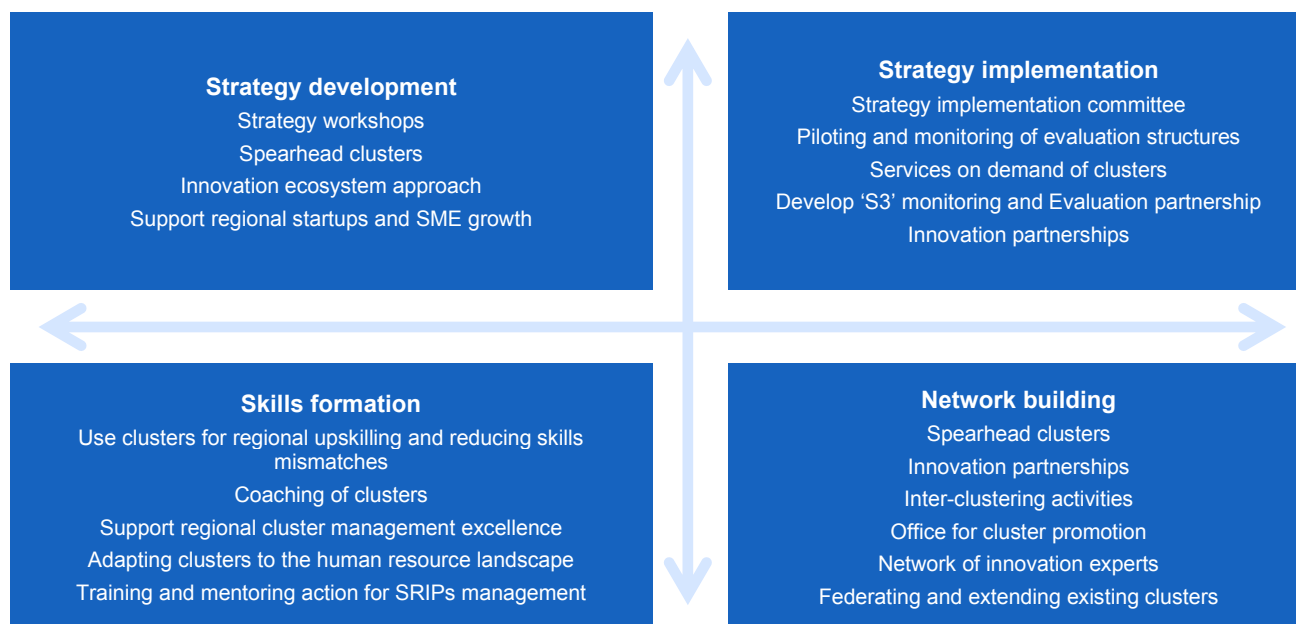 Strategy development
Strategy workshops
Spearhead clusters
Innovation ecosystem approach
Support regional startups and SME growth
Strategy implementation
Strategy implementation committee
Piloting and monitoring of evaluation structures
Services on demand of clusters
Develop ‘S3’ monitoring and Evaluation partnership
Innovation partnerships
Skills formation
Use clusters for regional upskilling and reducing skills
mismatches
Coaching of clusters
Support regional cluster management excellence
Adapting clusters to the human resource landscape
Training and mentoring action for SRIPs management
Network building
Spearhead clusters
Innovation partnerships
Inter-clustering activities
Office for cluster promotion
Network of innovation experts
Federating and extending existing clusters